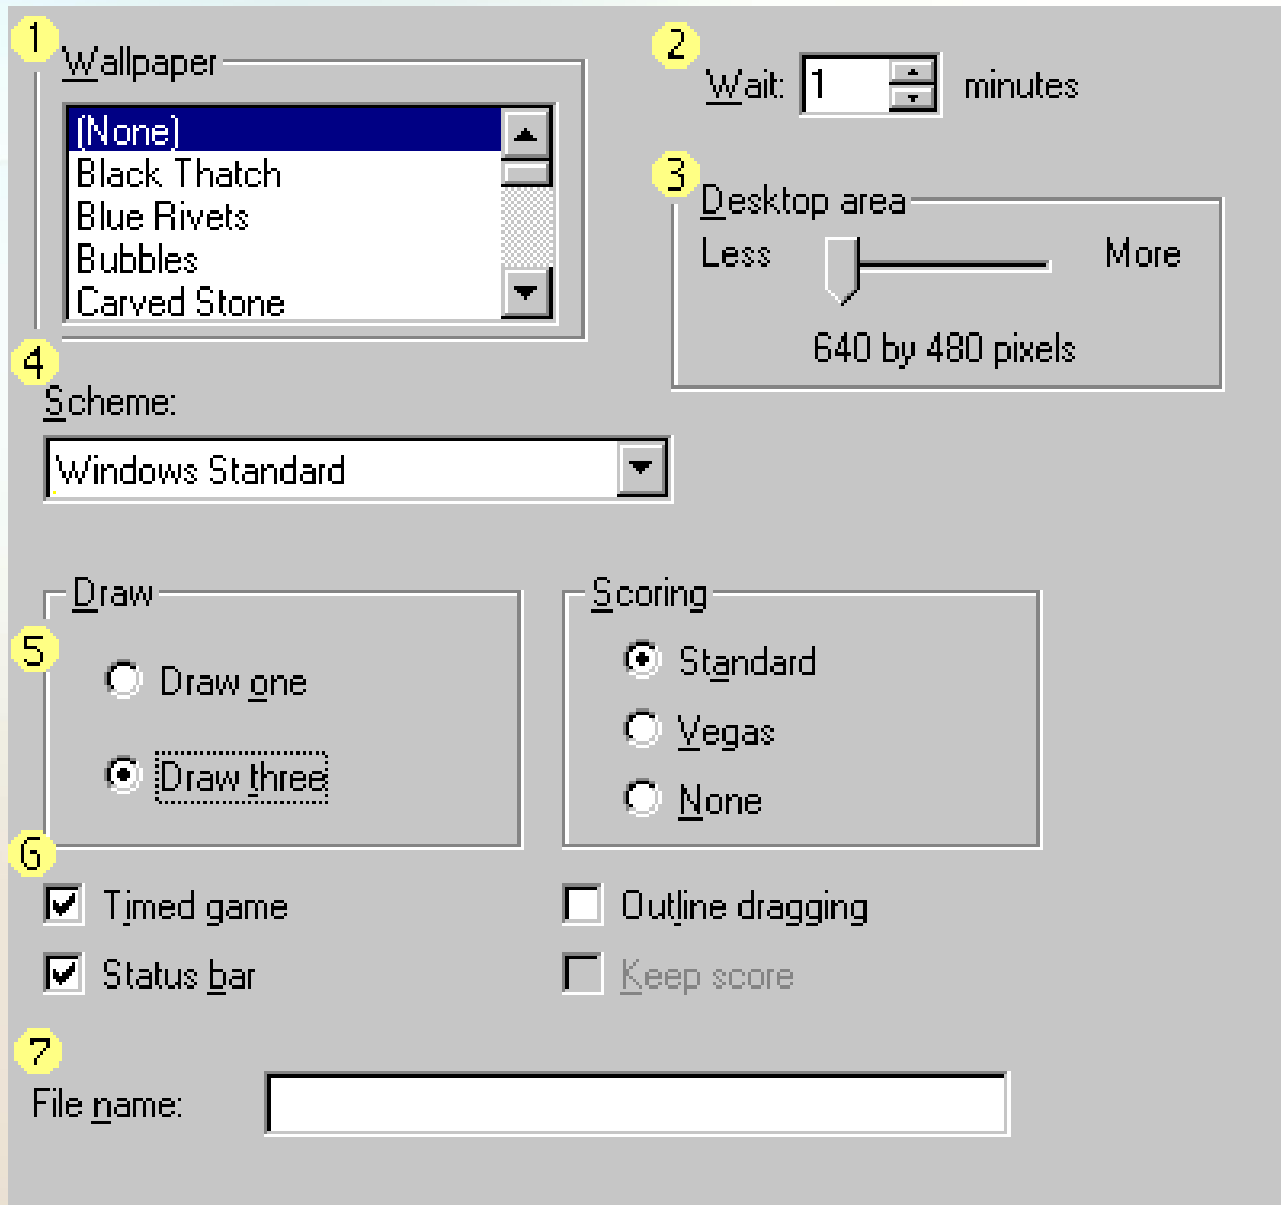 1
Wallpaper
(None)
Black Thatch
Blue Rivets
Bubbles
Carved Stone
2
Wait: 1 minutes
3
Desktop area
Less More
640 by 480 pixels
4
Scheme:
Windows Standard
Draw
5
Draw one
Draw three
Scoring
Standard
Vegas
None
6
Timed game
Outline dragging
Status bar
Keep score
7
File name: